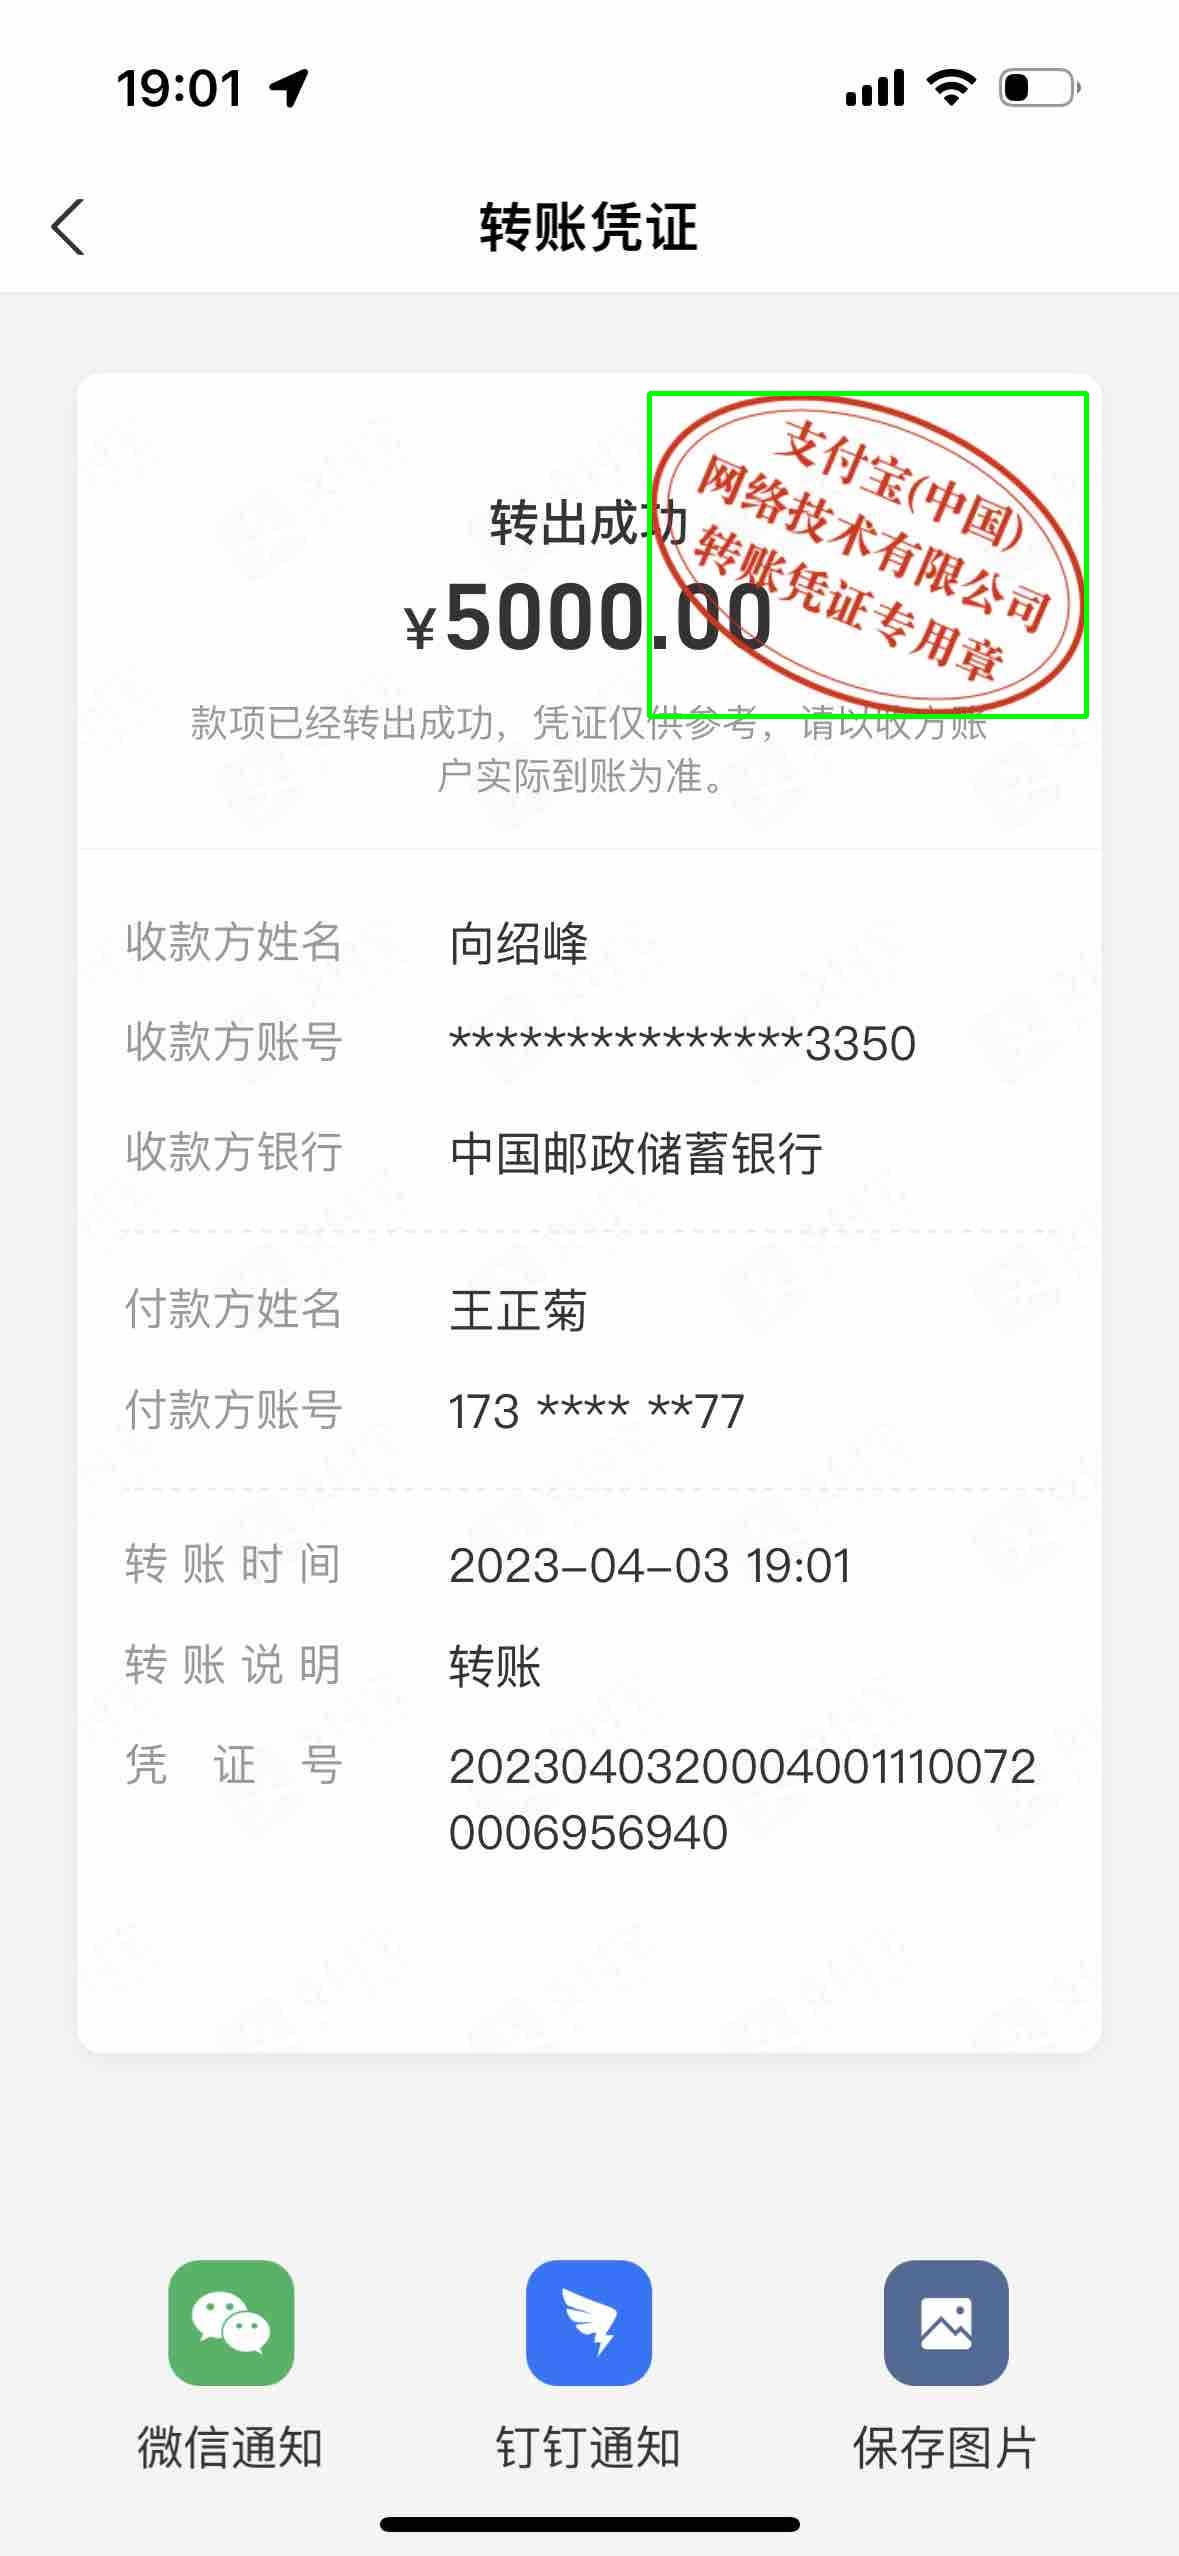 19:01
转账凭证
支付宝(中国)
网络技术有限公司
转账凭证专用章
转出成功
¥5000.00
款项已经转出成功，凭证仅供参考，请以收方账
户实际到账为准。
收款方姓名 向绍峰
收款方账号 ***************3350
收款方银行 中国邮政储蓄银行
付款方姓名 王正菊
付款方账号 173 **** **77
转账时间 2023-04-03 19:01
转账说明 转账
凭证号 2023040320004001110072
0006956940
微信通知 钉钉通知 保存图片